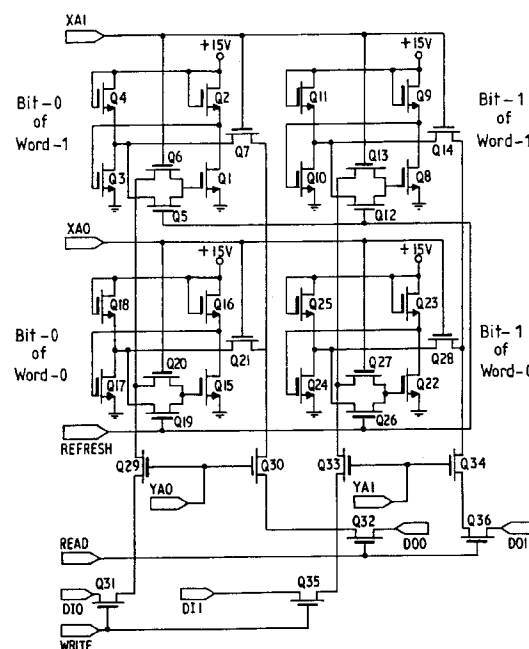 XA1
+15V
+15V
Bit-0
of
Word-1
Q4
Q2
Q11
Q9
Bit-1
of
Word-1
Q7
Q14
Q6
Q13
Q3
Q1
Q10
Q8
Q5
Q12
XA0
+15V
+15V
Bit-0
of
Word-0
Q18
Q16
Q25
Q23
Bit-1
of
Word-0
Q21
Q28
Q20
Q27
Q17
Q15
Q24
Q22
Q19
Q26
REFRESH
Q29
Q30
Q33
Q34
YA0
YA1
READ
Q32
DO0
Q36
DO1
DI0
Q31
DI1
Q35
WRITE